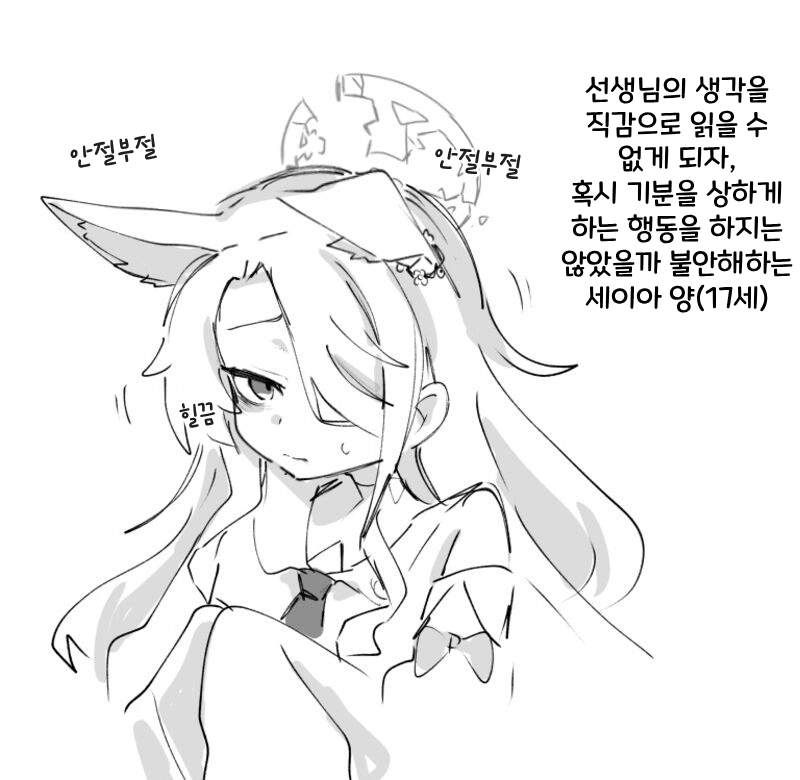 선생님의 생각을
직감으로 읽을 수
없게 되자,
혹시 기분을 상하게
하는 행동을 하지는
않았을까 불안해하는
세이아 양(17세)
안절부절
안절부절
힐끔